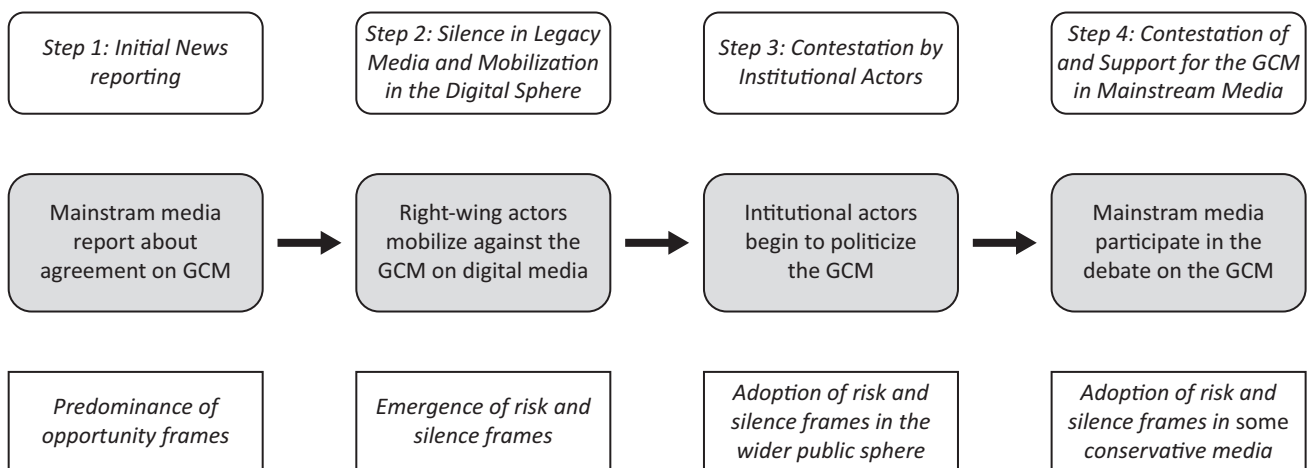 Step 1: Initial News
reporting
Step 2: Silence in Legacy
Media and Mobilization
in the Digital Sphere
Step 3: Contestation by
Institutional Actors
Step 4: Contestation of
and Support for the GCM
in Mainstream Media
Mainstram media
report about
agreement on GCM
Right-wing actors
mobilize against the
GCM on digital media
Intitutional actors
begin to politicize
the GCM
Mainstram media
participate in the
debate on the GCM
Predominance of
opportunity frames
Emergence of risk and
silence frames
Adoption of risk and
silence frames in the
wider public sphere
Adoption of risk and
silence frames in some
conservative media